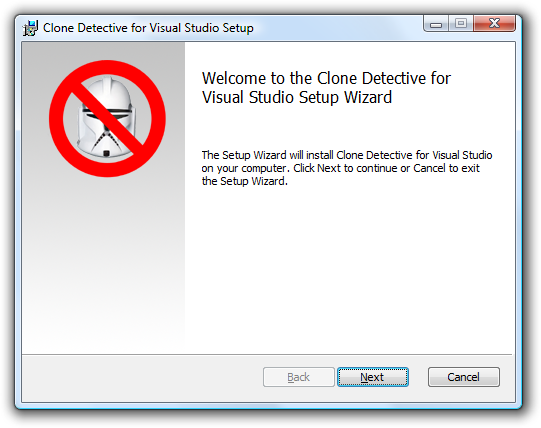 Clone Detective for Visual Studio Setup
Welcome to the Clone Detective for
Visual Studio Setup Wizard
The Setup Wizard will install Clone Detective for Visual Studio
on your computer. Click Next to continue or Cancel to exit
the Setup Wizard.
Back
Next
Cancel